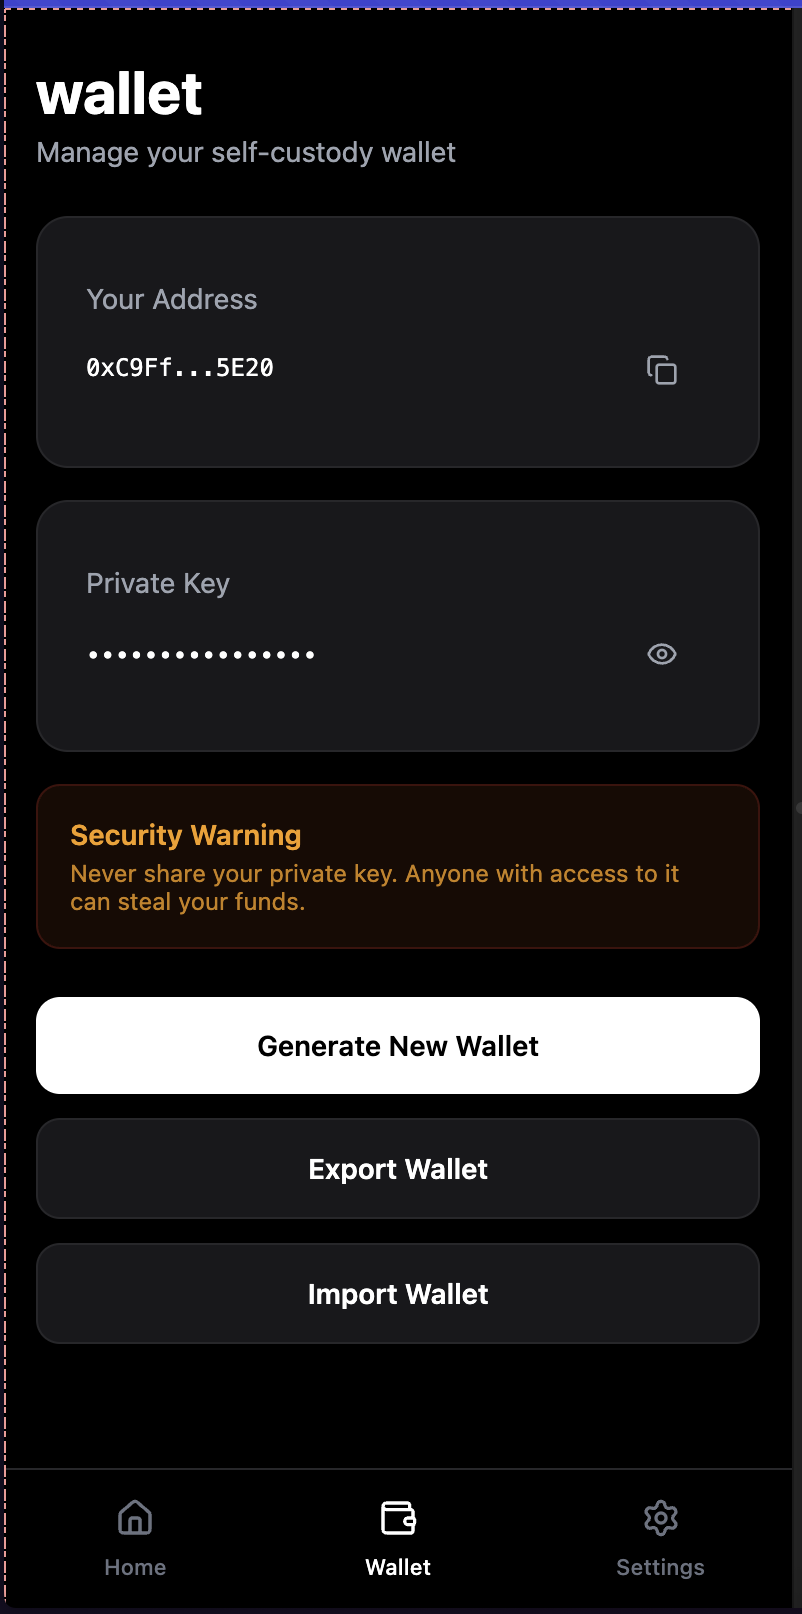 wallet
Manage your self-custody wallet
Your Address
0xC9Ff...5E20
Private Key
••••••••••••••••
Security Warning
Never share your private key. Anyone with access to it
can steal your funds.
Generate New Wallet
Export Wallet
Import Wallet
Home
Wallet
Settings